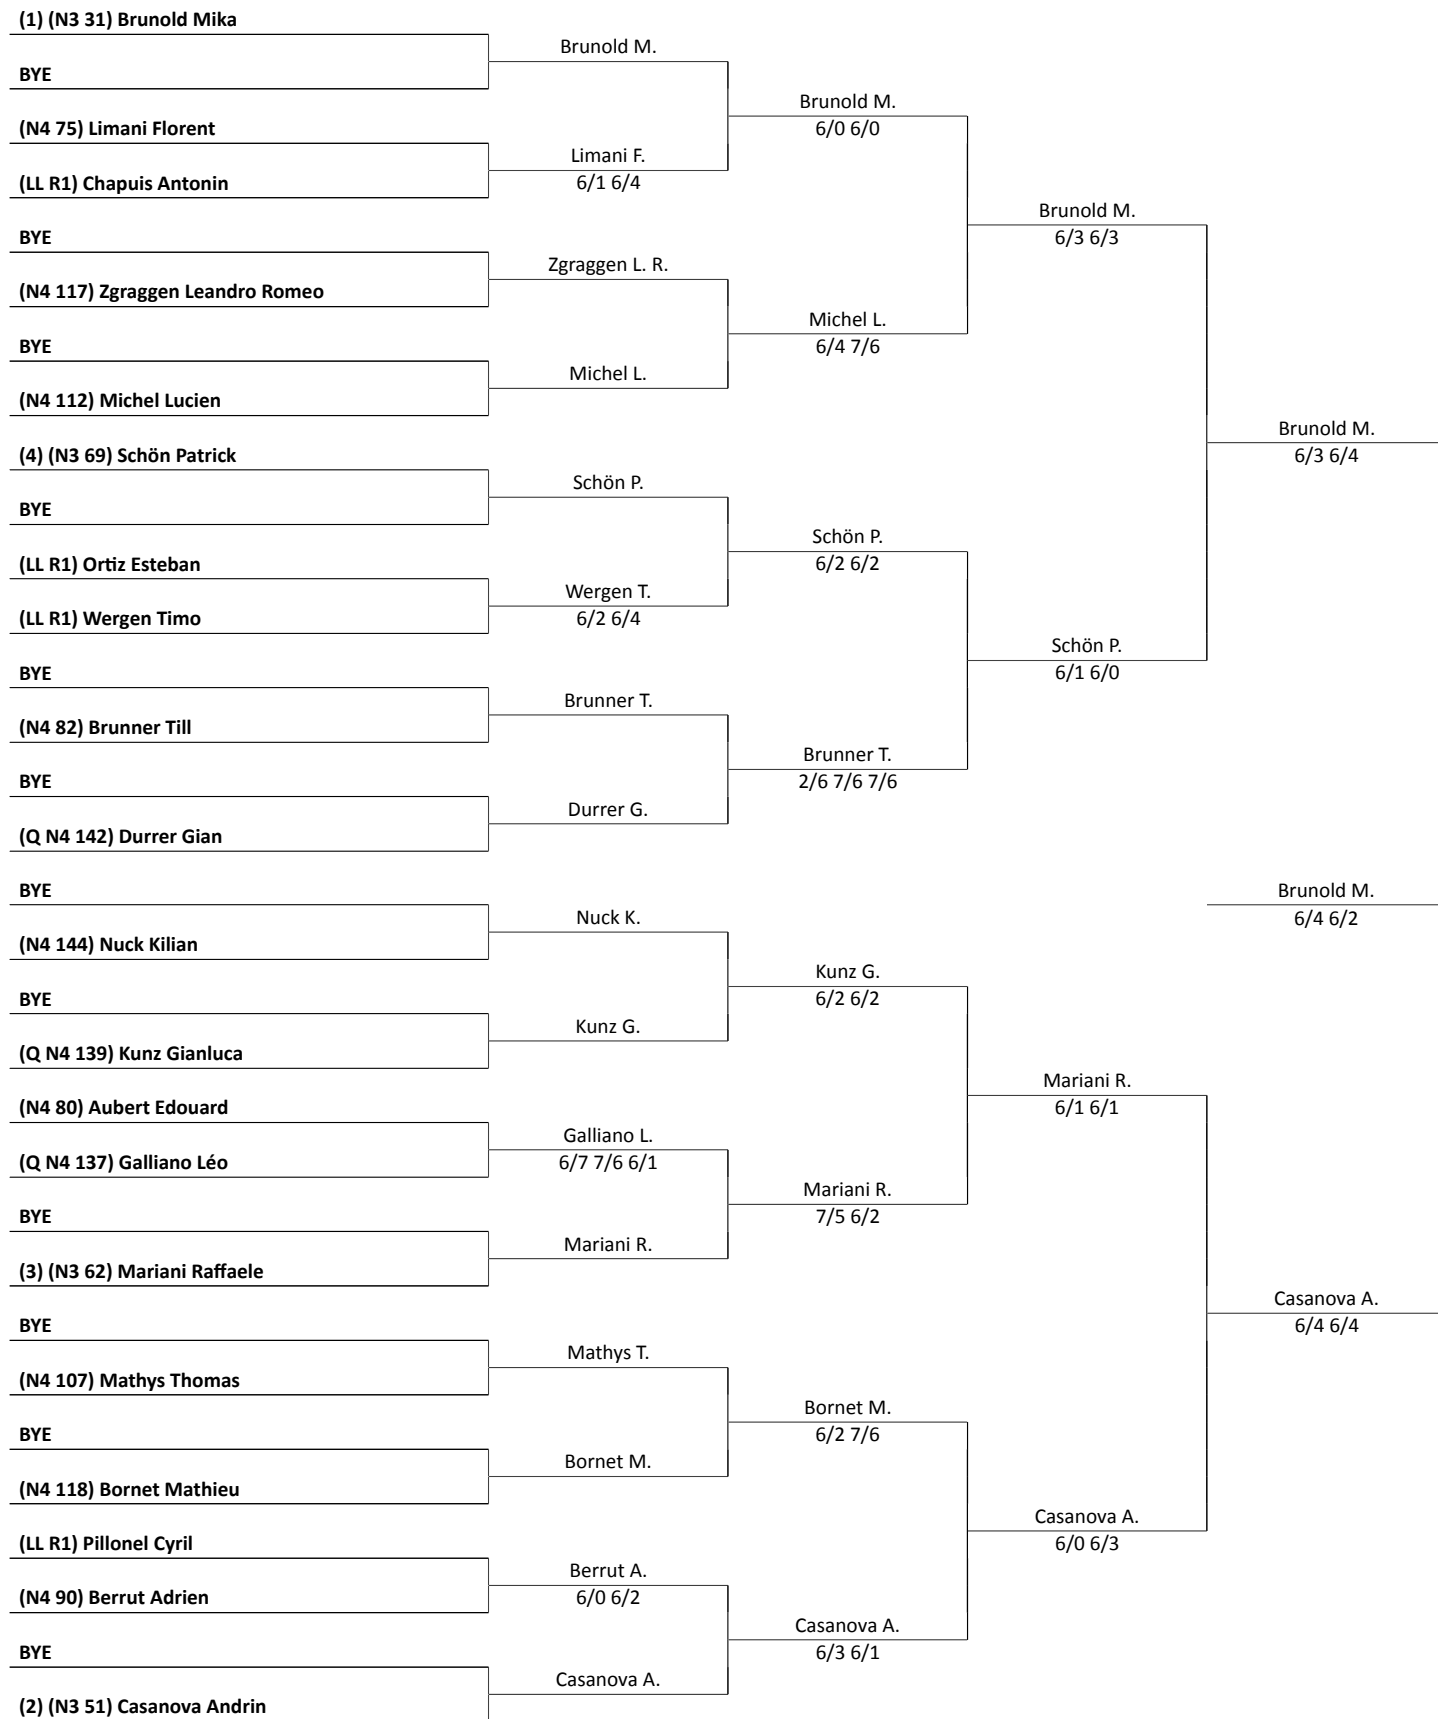 (1) (N3 31) Brunold Mika
BYE
(N4 75) Limani Florent
(LL R1) Chapuis Antonin
BYE
(N4 117) Zgraggen Leandro Romeo
BYE
(N4 112) Michel Lucien
(4) (N3 69) Schön Patrick
BYE
(LL R1) Ortiz Esteban
(LL R1) Wergen Timo
BYE
(N4 82) Brunner Till
BYE
(Q N4 142) Durrer Gian
BYE
(N4 144) Nuck Kilian
BYE
(Q N4 139) Kunz Gianluca
(N4 80) Aubert Edouard
(Q N4 137) Galliano Léo
BYE
(3) (N3 62) Mariani Raffaele
BYE
(N4 107) Mathys Thomas
BYE
(N4 118) Bornet Mathieu
(LL R1) Pillonel Cyril
(N4 90) Berrut Adrien
BYE
(2) (N3 51) Casanova Andrin
Brunold M.
Limani F.
6/1 6/4
Zgraggen L. R.
Michel L.
Schön P.
Wergen T.
6/2 6/4
Brunner T.
Durrer G.
Nuck K.
Kunz G.
Galliano L.
6/7 7/6 6/1
Mariani R.
Mathys T.
Bornet M.
Berrut A.
6/0 6/2
Casanova A.
Brunold M.
6/0 6/0
Michel L.
6/4 7/6
Schön P.
6/2 6/2
Brunner T.
2/6 7/6 7/6
Kunz G.
6/2 6/2
Mariani R.
7/5 6/2
Bornet M.
6/2 7/6
Casanova A.
6/3 6/1
Brunold M.
6/3 6/3
Schön P.
6/1 6/0
Mariani R.
6/1 6/1
Casanova A.
6/0 6/3
Brunold M.
6/3 6/4
Brunold M.
6/4 6/2
Casanova A.
6/4 6/4